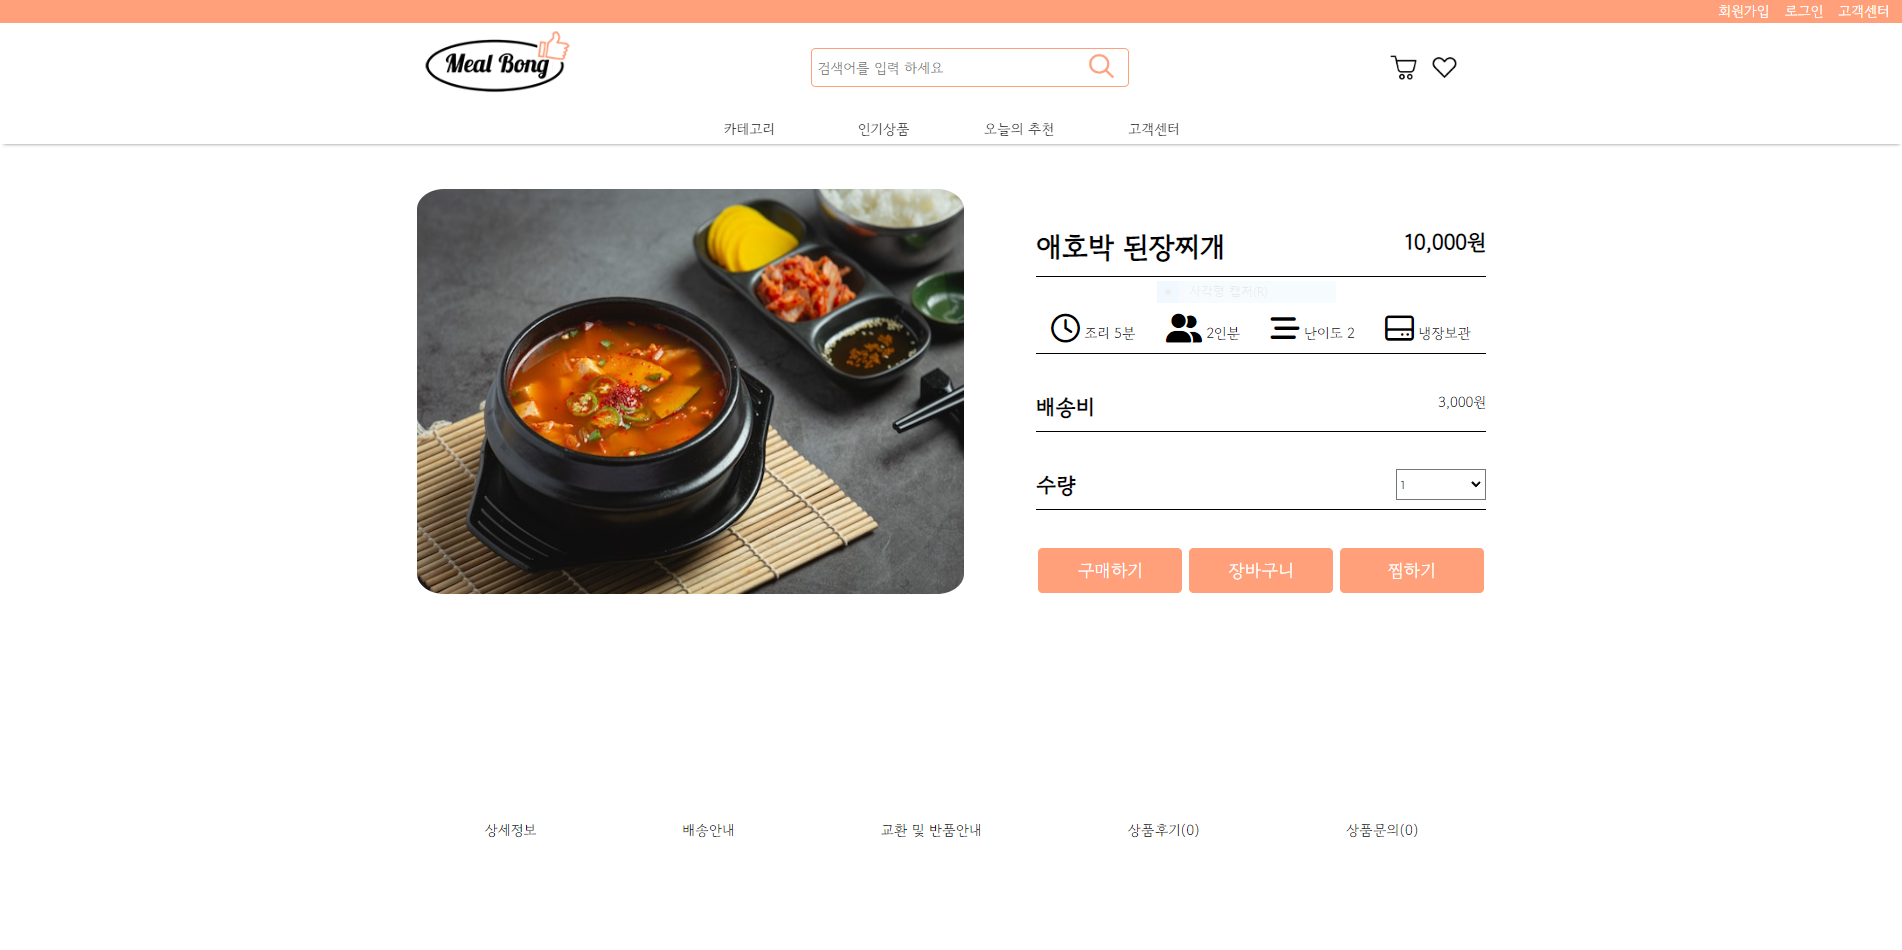 회원가입 로그인 고객센터
Meal Bong
검색어를 입력 하세요
카테고리 인기상품 오늘의 추천 고객센터
애호박 된장찌개 10,000원
사각형 캡처(R)
조리 5분 2인분 난이도 2 냉장보관
배송비 3,000원
수량 1
구매하기 장바구니 찜하기
상세정보 배송안내 교환 및 반품안내 상품후기(0) 상품문의(0)